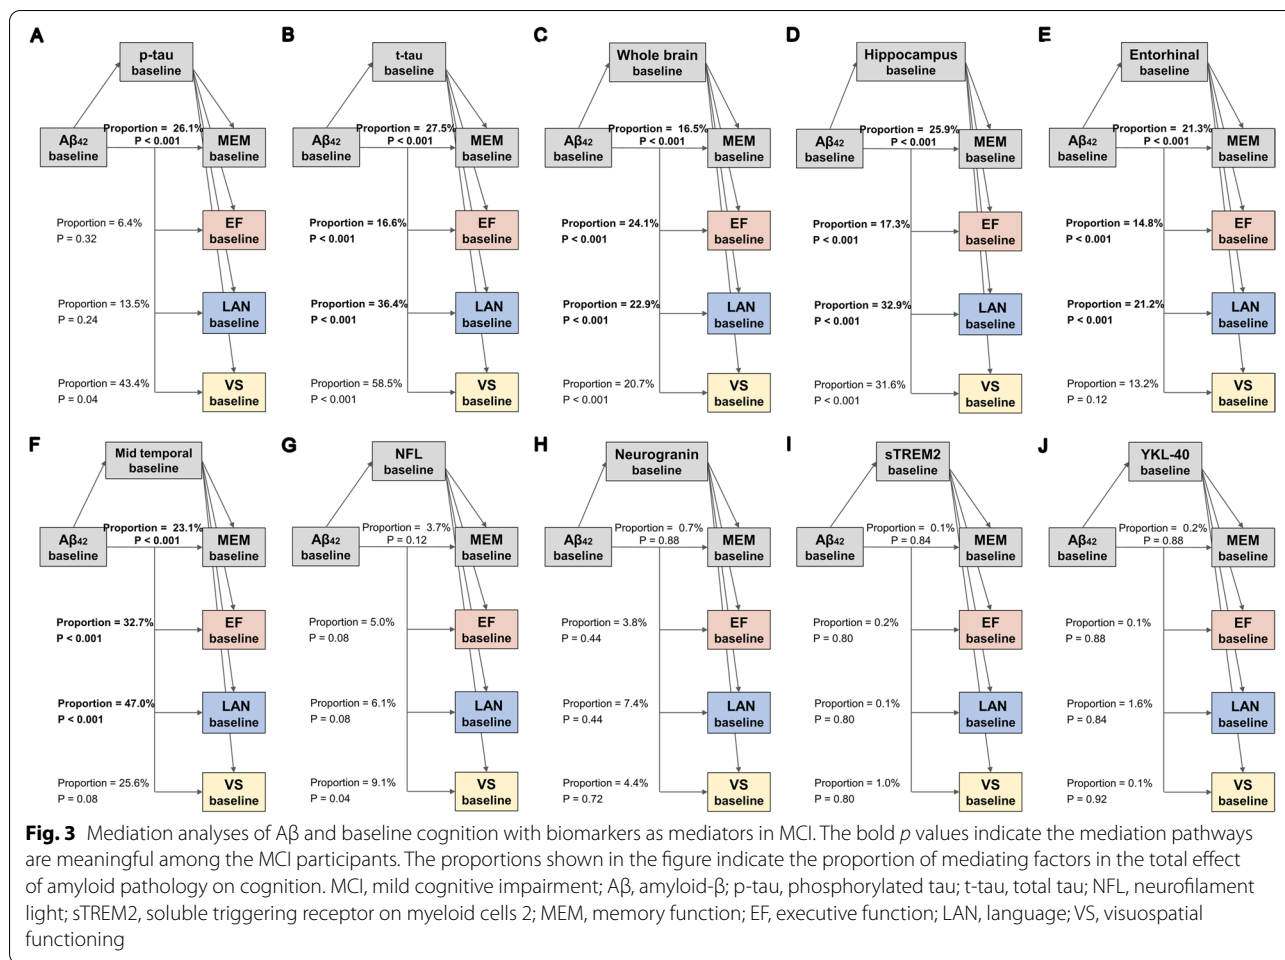 A
p-tau
baseline
Aβ42
baseline
Proportion = 26.1%
P < 0.001
MEM
baseline
Proportion = 6.4%
P = 0.32
EF
baseline
Proportion = 13.5%
P = 0.24
LAN
baseline
Proportion = 43.4%
P = 0.04
VS
baseline
B
t-tau
baseline
Aβ42
baseline
Proportion = 27.5%
P < 0.001
MEM
baseline
Proportion = 16.6%
P < 0.001
EF
baseline
Proportion = 36.4%
P < 0.001
LAN
baseline
Proportion = 58.5%
P < 0.001
VS
baseline
C
Whole brain
baseline
Aβ42
baseline
Proportion = 16.5%
P < 0.001
MEM
baseline
Proportion = 24.1%
P < 0.001
EF
baseline
Proportion = 22.9%
P < 0.001
LAN
baseline
Proportion = 20.7%
P < 0.001
VS
baseline
D
Hippocampus
baseline
Aβ42
baseline
Proportion = 25.9%
P < 0.001
MEM
baseline
Proportion = 17.3%
P < 0.001
EF
baseline
Proportion = 32.9%
P < 0.001
LAN
baseline
Proportion = 31.6%
P < 0.001
VS
baseline
E
Entorhinal
baseline
Aβ42
baseline
Proportion = 21.3%
P < 0.001
MEM
baseline
Proportion = 14.8%
P < 0.001
EF
baseline
Proportion = 21.2%
P < 0.001
LAN
baseline
Proportion = 13.2%
P = 0.12
VS
baseline
F
Mid temporal
baseline
Aβ42
baseline
Proportion = 23.1%
P < 0.001
MEM
baseline
Proportion = 32.7%
P < 0.001
EF
baseline
Proportion = 47.0%
P < 0.001
LAN
baseline
Proportion = 25.6%
P = 0.08
VS
baseline
G
NFL
baseline
Aβ42
baseline
Proportion = 3.7%
P = 0.12
MEM
baseline
Proportion = 5.0%
P = 0.08
EF
baseline
Proportion = 6.1%
P = 0.08
LAN
baseline
Proportion = 9.1%
P = 0.04
VS
baseline
H
Neurogranin
baseline
Aβ42
baseline
Proportion = 0.7%
P = 0.88
MEM
baseline
Proportion = 3.8%
P = 0.44
EF
baseline
Proportion = 7.4%
P = 0.44
LAN
baseline
Proportion = 4.4%
P = 0.72
VS
baseline
I
sTREM2
baseline
Aβ42
baseline
Proportion = 0.1%
P = 0.84
MEM
baseline
Proportion = 0.2%
P = 0.80
EF
baseline
Proportion = 0.1%
P = 0.80
LAN
baseline
Proportion = 1.0%
P = 0.80
VS
baseline
J
YKL-40
baseline
Aβ42
baseline
Proportion = 0.2%
P = 0.88
MEM
baseline
Proportion = 0.1%
P = 0.88
EF
baseline
Proportion = 1.6%
P = 0.84
LAN
baseline
Proportion = 0.1%
P = 0.92
VS
baseline
Fig. 3 Mediation analyses of Aβ and baseline cognition with biomarkers as mediators in MCI. The bold p values indicate the mediation pathways
are meaningful among the MCI participants. The proportions shown in the figure indicate the proportion of mediating factors in the total effect
of amyloid pathology on cognition. MCI, mild cognitive impairment; Aβ, amyloid-β; p-tau, phosphorylated tau; t-tau, total tau; NFL, neurofilament
light; sTREM2, soluble triggering receptor on myeloid cells 2; MEM, memory function; EF, executive function; LAN, language; VS, visuospatial
functioning